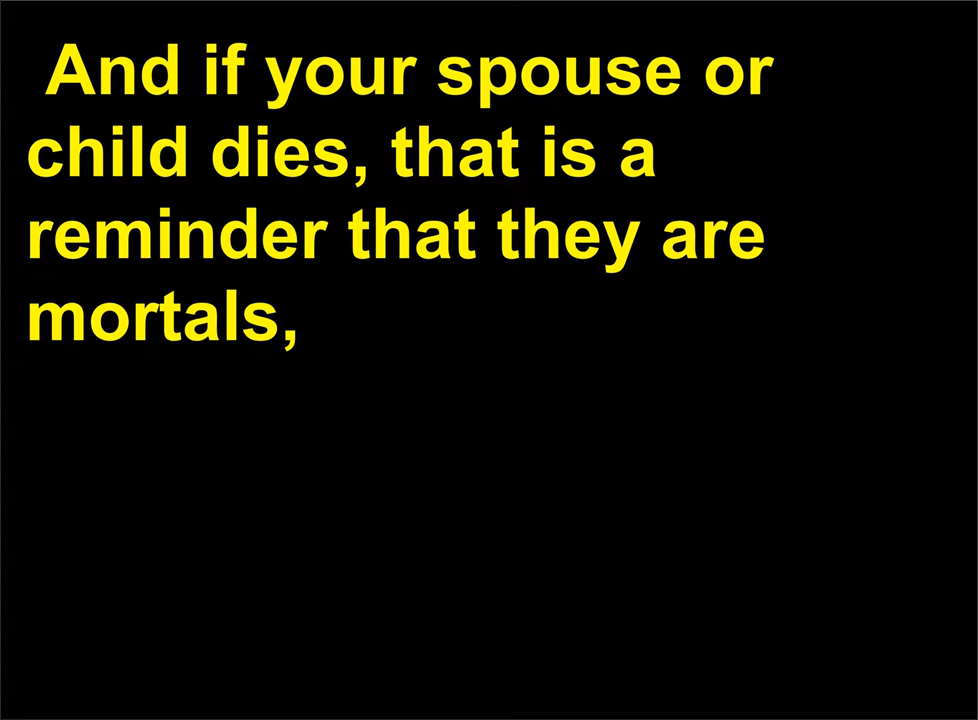 And if your spouse or
child dies, that is a
reminder that they are
mortals,